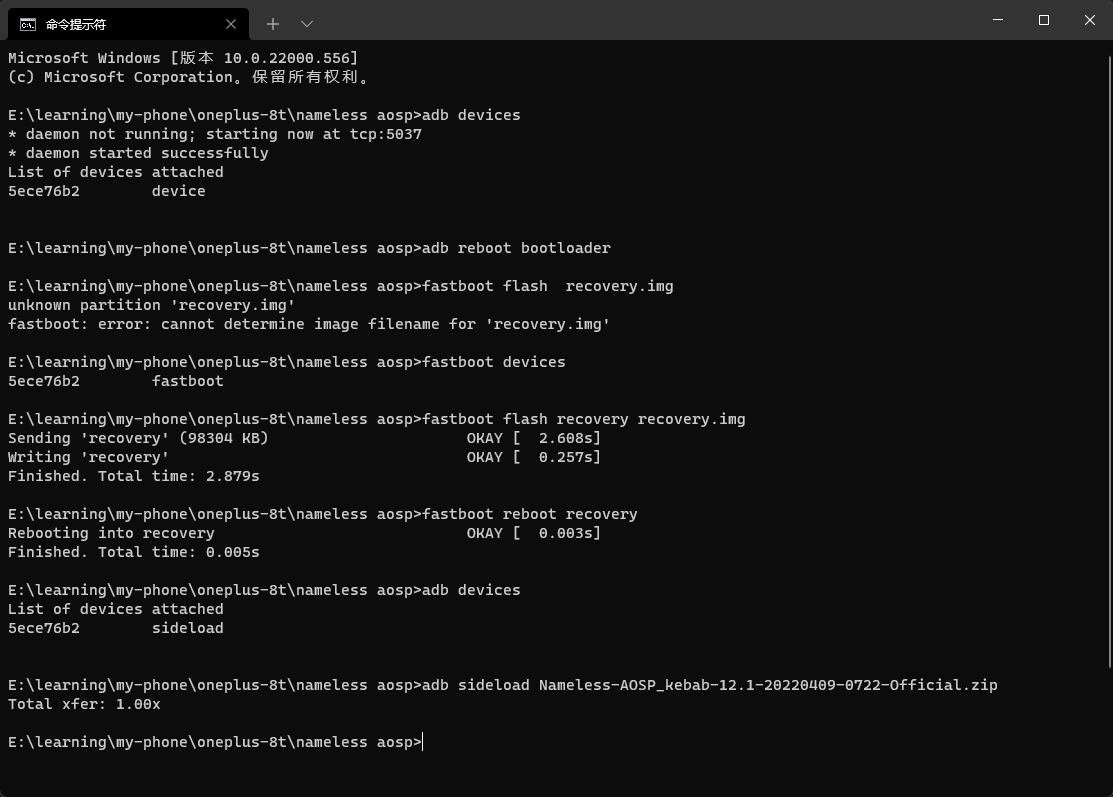 命令提示符
Microsoft Windows [版本 10.0.22000.556]
(c) Microsoft Corporation。保留所有权利。
E:\learning\my-phone\oneplus-8t\nameless aosp>adb devices
* daemon not running; starting now at tcp:5037
* daemon started successfully
List of devices attached
5ece76b2        device
E:\learning\my-phone\oneplus-8t\nameless aosp>adb reboot bootloader
E:\learning\my-phone\oneplus-8t\nameless aosp>fastboot flash  recovery.img
unknown partition 'recovery.img'
fastboot: error: cannot determine image filename for 'recovery.img'
E:\learning\my-phone\oneplus-8t\nameless aosp>fastboot devices
5ece76b2        fastboot
E:\learning\my-phone\oneplus-8t\nameless aosp>fastboot flash recovery recovery.img
Sending 'recovery' (98304 KB)                      OKAY [  2.608s]
Writing 'recovery'                                 OKAY [  0.257s]
Finished. Total time: 2.879s
E:\learning\my-phone\oneplus-8t\nameless aosp>fastboot reboot recovery
Rebooting into recovery                            OKAY [  0.003s]
Finished. Total time: 0.005s
E:\learning\my-phone\oneplus-8t\nameless aosp>adb devices
List of devices attached
5ece76b2        sideload
E:\learning\my-phone\oneplus-8t\nameless aosp>adb sideload Nameless-AOSP_kebab-12.1-20220409-0722-Official.zip
Total xfer: 1.00x
E:\learning\my-phone\oneplus-8t\nameless aosp>